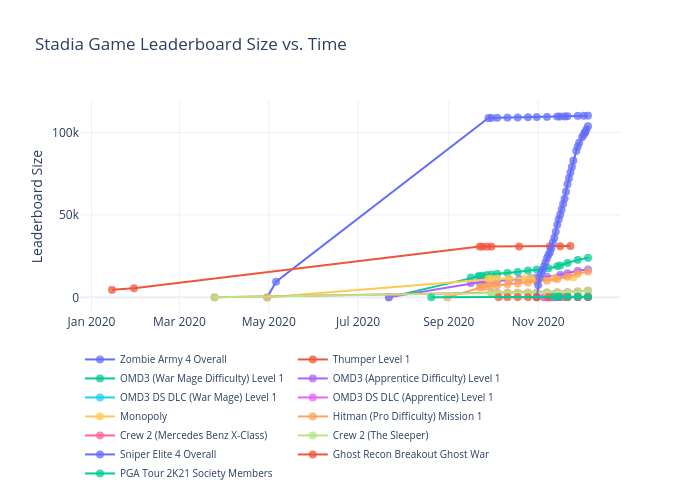 Stadia Game Leaderboard Size vs. Time
Leaderboard Size
100k
50k
0
Jan 2020 Mar 2020 May 2020 Jul 2020 Sep 2020 Nov 2020
Zombie Army 4 Overall Thumper Level 1
OMD3 (War Mage Difficulty) Level 1 OMD3 (Apprentice Difficulty) Level 1
OMD3 DS DLC (War Mage) Level 1 OMD3 DS DLC (Apprentice) Level 1
Monopoly Hitman (Pro Difficulty) Mission 1
Crew 2 (Mercedes Benz X-Class) Crew 2 (The Sleeper)
Sniper Elite 4 Overall Ghost Recon Breakout Ghost War
PGA Tour 2K21 Society Members